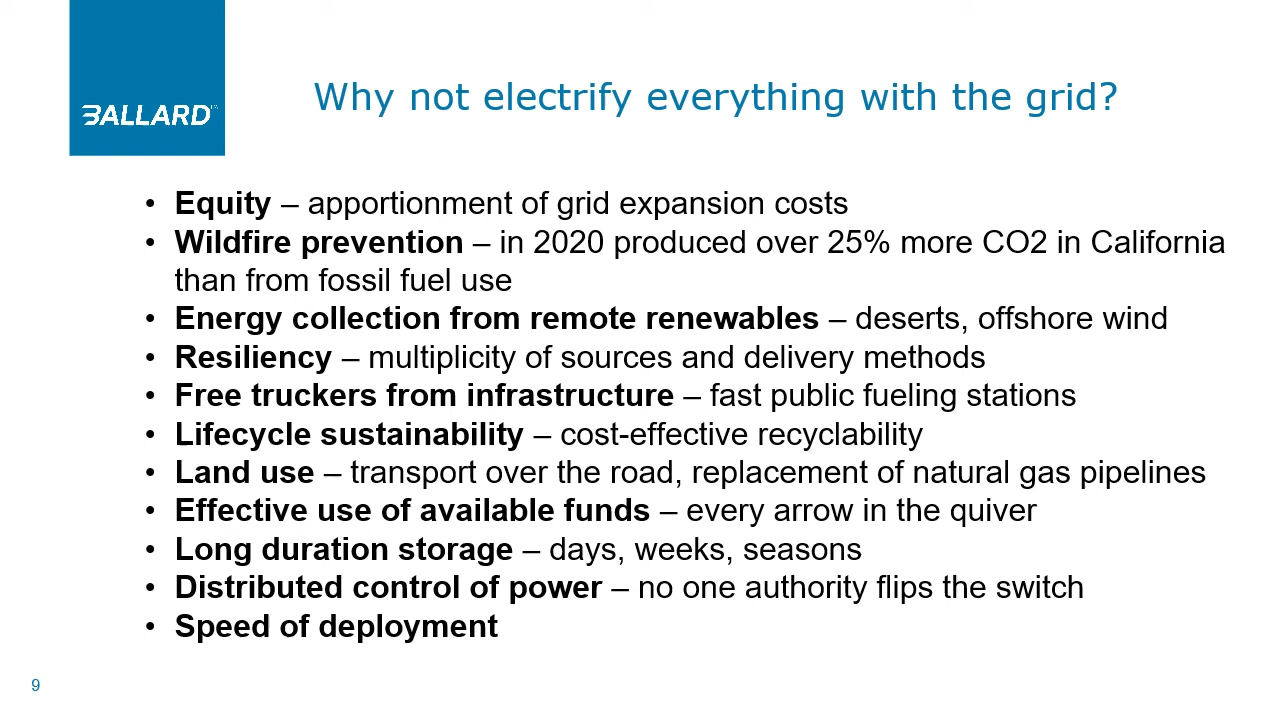 BALLARD
Why not electrify everything with the grid?
• Equity – apportionment of grid expansion costs
• Wildfire prevention – in 2020 produced over 25% more CO2 in California
than from fossil fuel use
• Energy collection from remote renewables – deserts, offshore wind
• Resiliency – multiplicity of sources and delivery methods
• Free truckers from infrastructure – fast public fueling stations
• Lifecycle sustainability – cost-effective recyclability
• Land use – transport over the road, replacement of natural gas pipelines
• Effective use of available funds – every arrow in the quiver
• Long duration storage – days, weeks, seasons
• Distributed control of power – no one authority flips the switch
• Speed of deployment
9